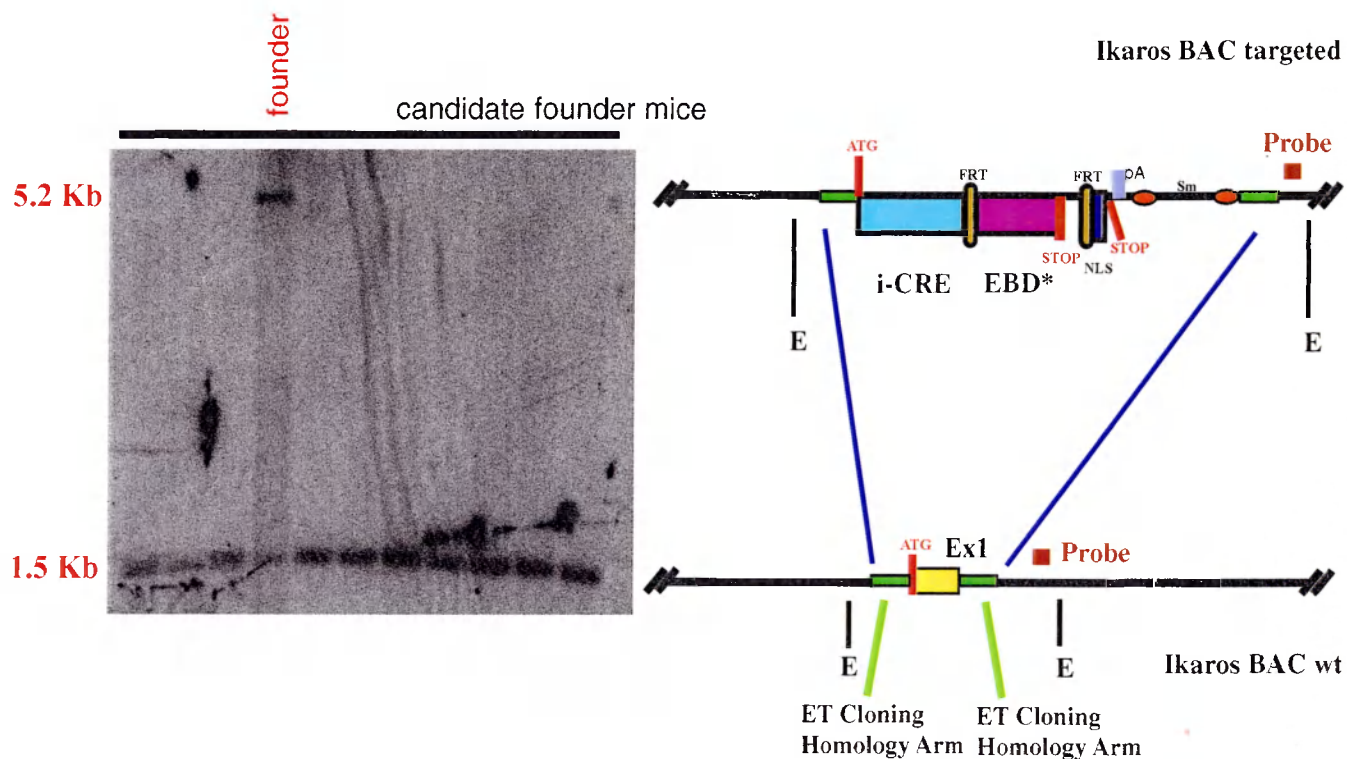 founder
candidate founder mice
5.2 Kb
1.5 Kb
Ikaros BAC targeted
Probe
ATG
FRT
FRT
pA
Sm
STOP
STOP
NLS
i-CRE
EBD*
E
E
ATG
Ex1
Probe
E
E
Ikaros BAC wt
ET Cloning
Homology Arm
ET Cloning
Homology Arm